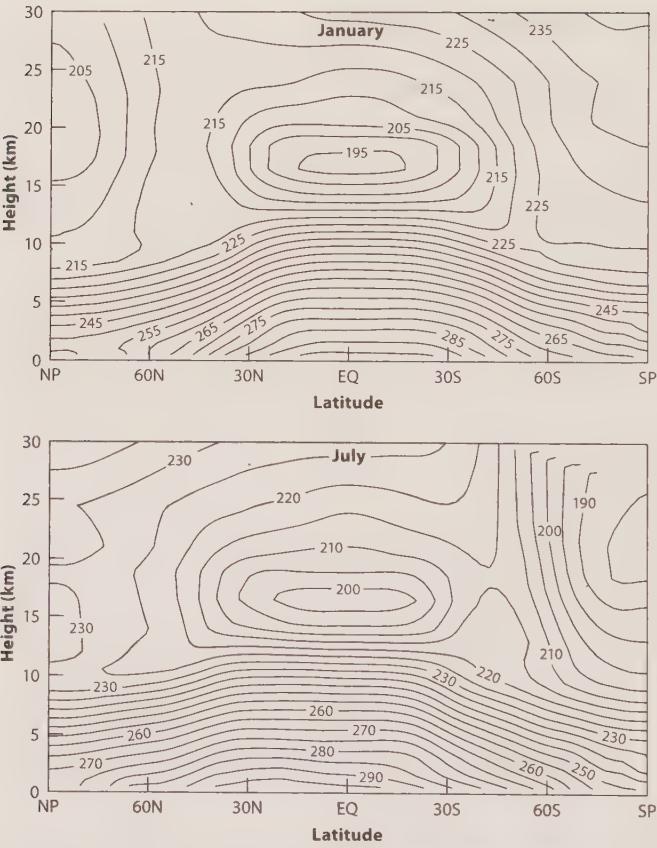 30
January
235
225
205
215
25
215
20
215
205
195
15
215
225
10
225
225
215
5
245
245
255
265
275
285
275
265
0
NP
60N
30N
EQ
30S
60S
SP
Height (km)
Latitude
30
July
230
25
220
190
200
20
210
200
15
230
210
10
230
220
230
5
260
260
270
230
270
280
260
250
290
0
NP
60N
30N
EQ
30S
60S
SP
Height (km)
Latitude